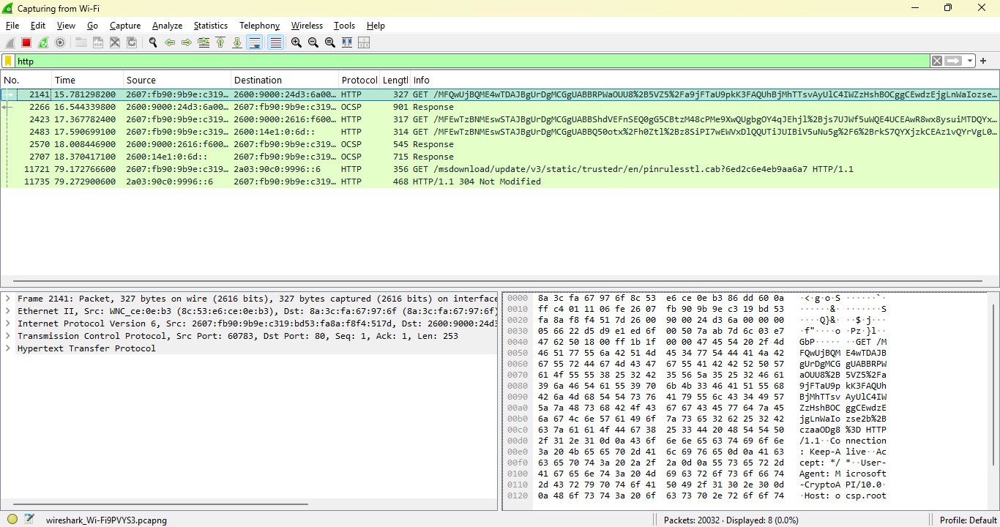 Capturing from Wi-Fi
File Edit View Go Capture Analyze Statistics Telephony Wireless Tools Help
http
No. Time Source Destination Protocol Lengtl Info
2141 15.781298200 2607:fb90:9b9e:c319… 2600:9000:24d3:6a00… HTTP 327 GET /MFQwUjBQME4wTDAJBgUrDgMCGgUABBRPWaOUU8%2B5VZ5%2Fa9jFTaU9pkK3FAQUhBjMhTTsvAyUlC4IWZzHshBOCggCEwdzEjgLnWaIozse…
2266 16.544339800 2600:9000:24d3:6a00… 2607:fb90:9b9e:c319… OCSP 901 Response
2423 17.367782400 2607:fb90:9b9e:c319… 2600:9000:2616:f600… HTTP 317 GET /MFEwTzBNMEswSTAJBgUrDgMCGgUABBShdVEFnSEQ0gG5CBtzM48cPMe9XwQUgbgOY4qJEhjl%2Bjs7UJWf5uWQE4UCEAwR8wx8ysuiMTDQYx…
2483 17.590699100 2607:fb90:9b9e:c319… 2600:14e1:0:6d:: HTTP 314 GET /MFEwTzBNMEswSTAJBgUrDgMCGgUABBQ50otx%2Fh0Ztl%2Bz8SiPI7wEWVxDlQQUTiJUIBiV5uNu5g%2F6%2BrkS7QYXjzkCEAz1vQYrVgL0…
2570 18.008446900 2600:9000:2616:f600… 2607:fb90:9b9e:c319… OCSP 545 Response
2707 18.370417100 2600:14e1:0:6d:: 2607:fb90:9b9e:c319… OCSP 715 Response
11721 79.172766600 2607:fb90:9b9e:c319… 2a03:90c0:9996::6 HTTP 356 GET /msdownload/update/v3/static/trustedr/en/pinrulesstl.cab?6ed2c6e4eb9aa6a7 HTTP/1.1
11735 79.272900600 2a03:90c0:9996::6 2607:fb90:9b9e:c319… HTTP 468 HTTP/1.1 304 Not Modified
Frame 2141: Packet, 327 bytes on wire (2616 bits), 327 bytes captured (2616 bits) on interface
Ethernet II, Src: WNC_ce:0e:b3 (8c:53:e6:ce:0e:b3), Dst: 8a:3c:fa:67:97:6f (8a:3c:fa:67:97:6f)
Internet Protocol Version 6, Src: 2607:fb90:9b9e:c319:bd53:fa8a:f8f4:517d, Dst: 2600:9000:24d3
Transmission Control Protocol, Src Port: 60783, Dst Port: 80, Seq: 1, Ack: 1, Len: 253
Hypertext Transfer Protocol
0000 8a 3c fa 67 97 6f 8c 53 e6 ce 0e b3 86 dd 60 0a ·<·g·o·S ······`·
0010 ff c4 01 11 06 fe 26 07 fb 90 9b 9e c3 19 bd 53 ······&· ·······S
0020 fa 8a f8 f4 51 7d 26 00 90 00 24 d3 6a 00 00 00 ····Q}&· ··$·j···
0030 05 66 22 d5 d9 e1 ed 6f 00 50 7a ab 7d 6c 03 e7 ·f"····o ·Pz·}l··
0040 47 62 50 18 00 ff 1b 1f 00 00 47 45 54 20 2f 4d GbP····· ··GET /M
0050 46 51 77 55 6a 42 51 4d 45 34 77 54 44 41 4a 42 FQwUjBQM E4wTDAJB
0060 67 55 72 44 67 4d 43 47 67 55 41 42 42 52 50 57 gUrDgMCG gUABBRPW
0070 61 4f 55 55 38 25 32 42 35 56 5a 35 25 32 46 61 aOUU8%2B 5VZ5%2Fa
0080 39 6a 46 54 61 55 39 70 6b 4b 33 46 41 51 55 68 9jFTaU9p kK3FAQUh
0090 42 6a 4d 68 54 54 73 76 41 79 55 6c 43 34 49 57 BjMhTTsv AyUlC4IW
00a0 5a 7a 48 73 68 42 4f 43 67 67 43 45 77 64 7a 45 ZzHshBOC ggCEwdzE
00b0 6a 67 4c 6e 57 61 49 6f 7a 73 65 32 62 25 32 42 jgLnWaIo zse2b%2B
00c0 63 7a 61 61 4f 44 67 38 25 33 44 20 48 54 54 50 czaaODg8 %3D HTTP
00d0 2f 31 2e 31 0d 0a 43 6f 6e 6e 65 63 74 69 6f 6e /1.1··Co nnection
00e0 3a 20 4b 65 65 70 2d 41 6c 69 76 65 0d 0a 41 63 : Keep-A live··Ac
00f0 63 65 70 74 3a 20 2a 2f 2a 0d 0a 55 73 65 72 2d cept: */ *··User-
0100 41 67 65 6e 74 3a 20 4d 69 63 72 6f 73 6f 66 74 Agent: M icrosoft
0110 2d 43 72 79 70 74 6f 41 50 49 2f 31 30 2e 30 0d -CryptoA PI/10.0·
0120 0a 48 6f 73 74 3a 20 6f 63 73 70 2e 72 6f 6f 74 ·Host: o csp.root
wireshark_Wi-Fi9PVYS3.pcapng
Packets: 20032 · Displayed: 8 (0.0%)
Profile: Default